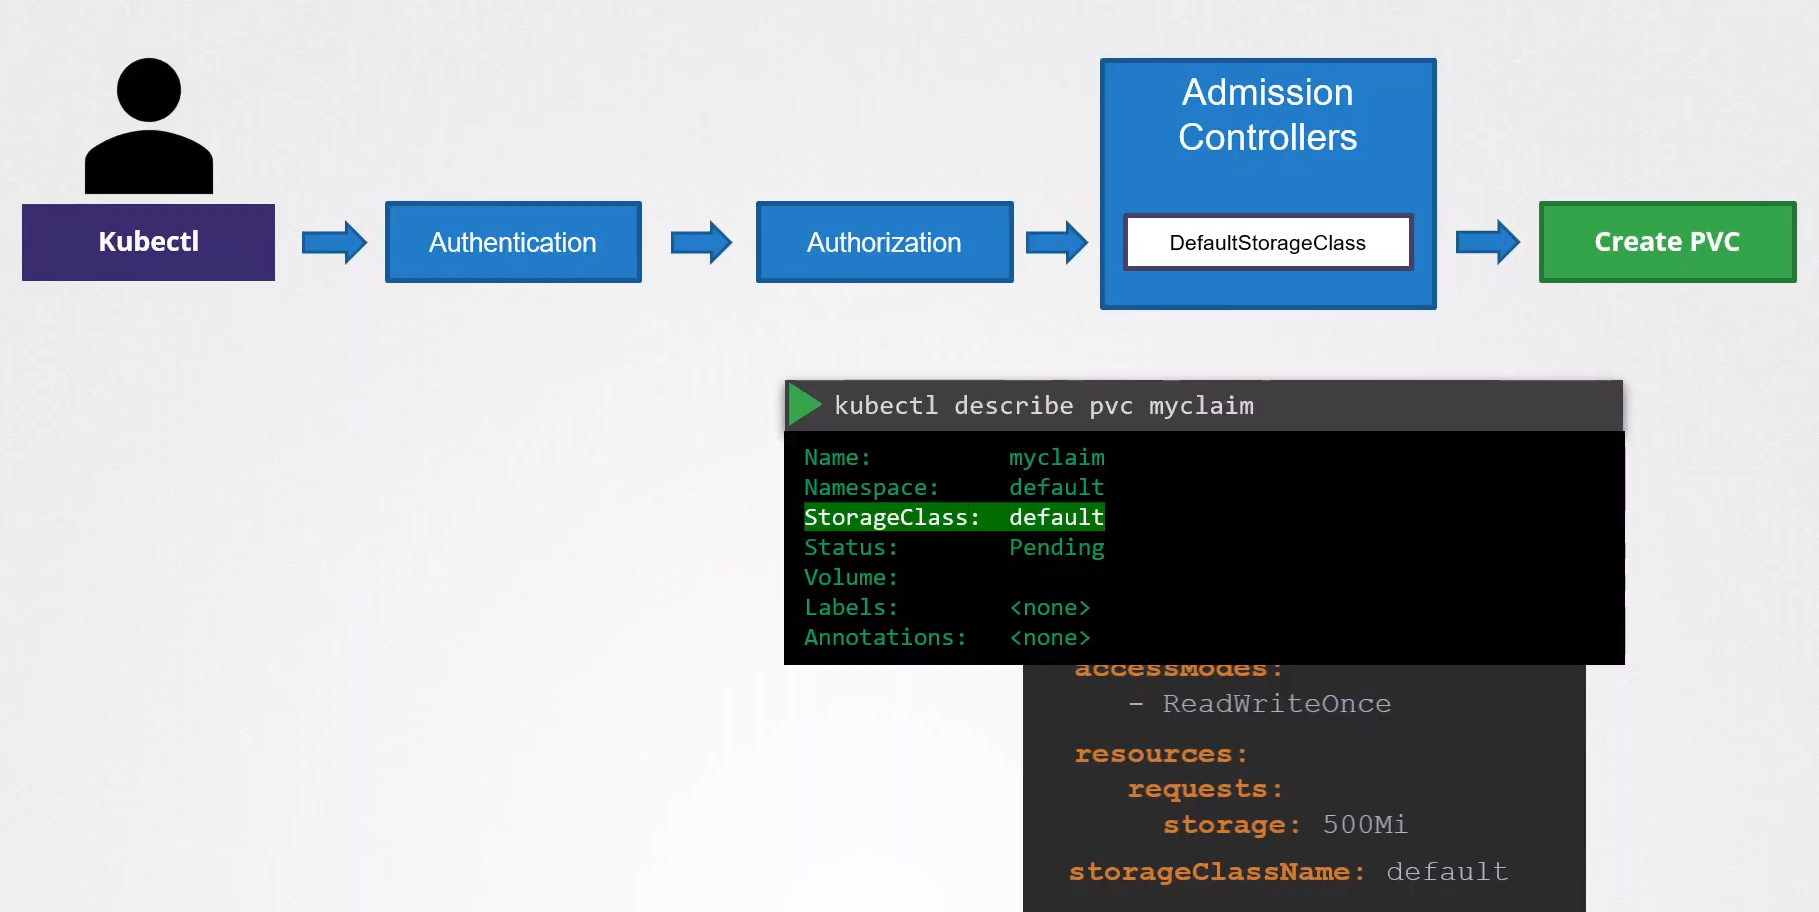 Admission
Controllers
Kubectl
Authentication
Authorization
DefaultStorageClass
Create PVC
kubectl describe pvc myclaim
Name: myclaim
Namespace: default
StorageClass: default
Status: Pending
Volume:
Labels: <none>
Annotations: <none>
accessModes:
- ReadWriteOnce
resources:
requests:
storage: 500Mi
storageClassName: default